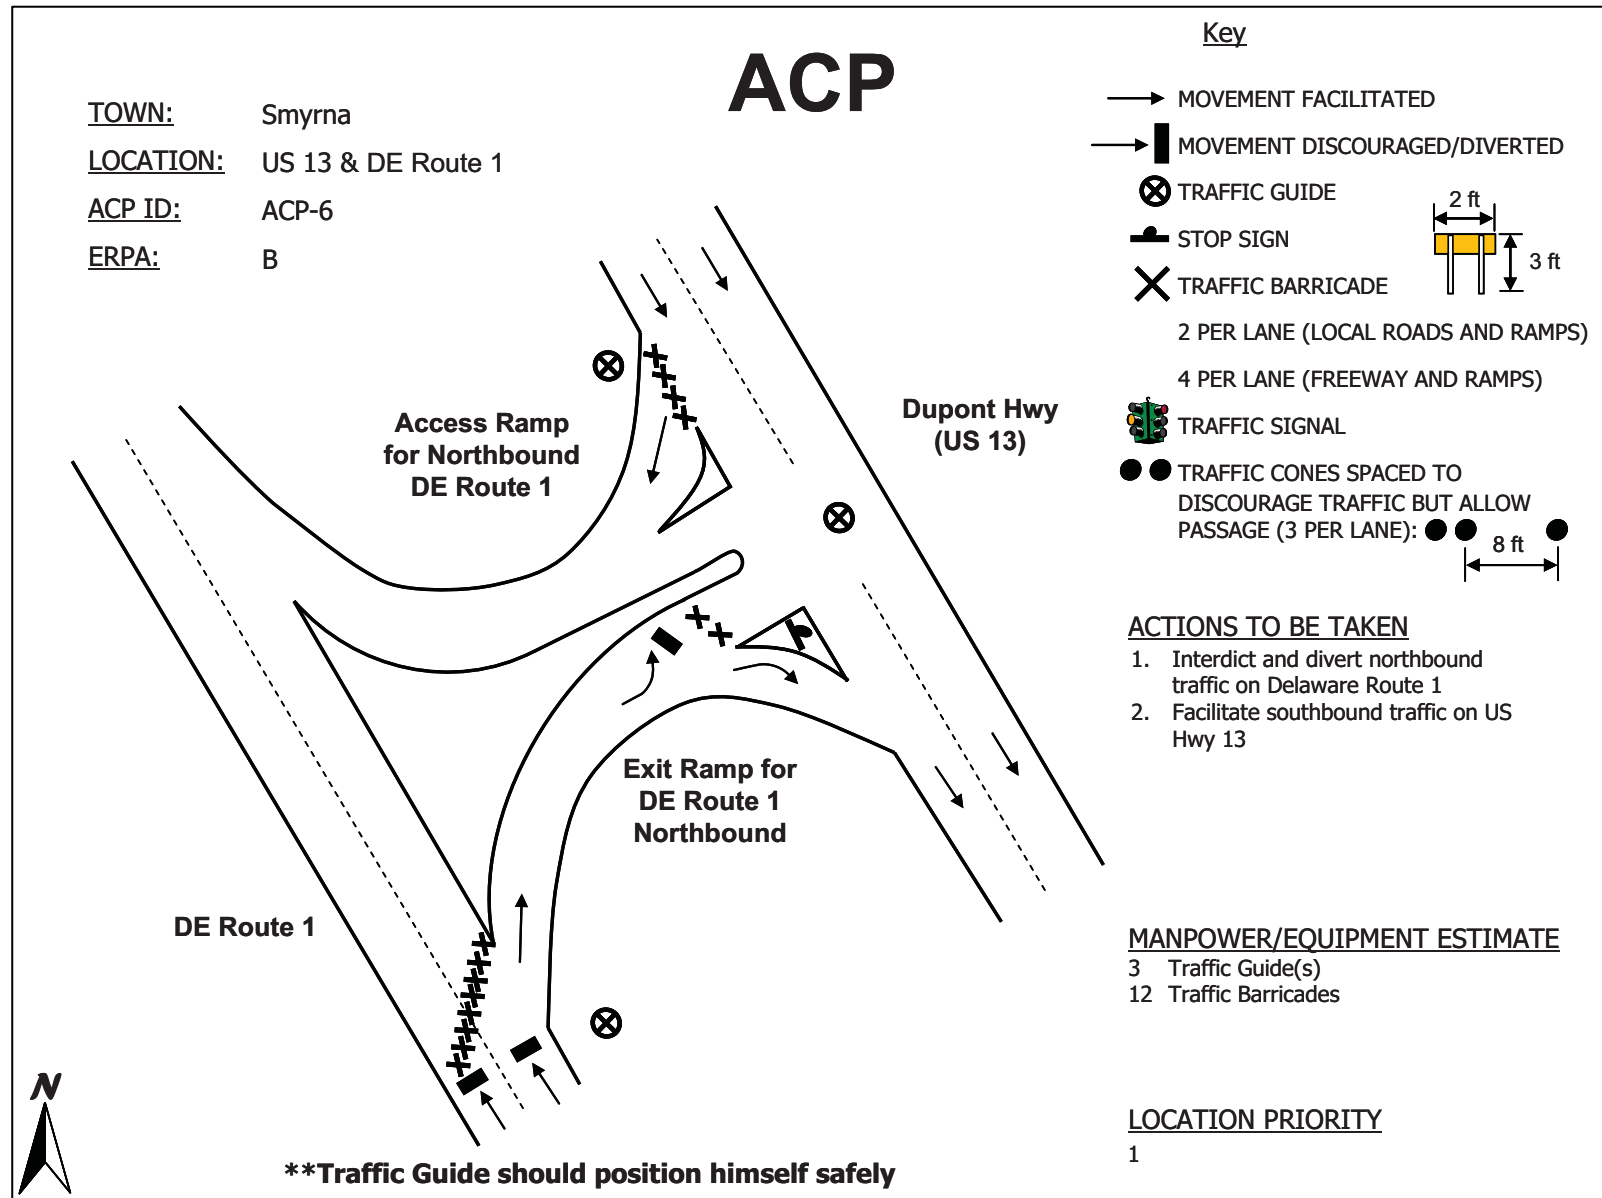 ACP
TOWN: Smyrna
LOCATION: US 13 & DE Route 1
ACP ID: ACP-6
ERPA: B
Key
MOVEMENT FACILITATED
MOVEMENT DISCOURAGED/DIVERTED
TRAFFIC GUIDE
STOP SIGN
TRAFFIC BARRICADE
2 ft
3 ft
2 PER LANE (LOCAL ROADS AND RAMPS)
4 PER LANE (FREEWAY AND RAMPS)
TRAFFIC SIGNAL
TRAFFIC CONES SPACED TO
DISCOURAGE TRAFFIC BUT ALLOW
PASSAGE (3 PER LANE):
8 ft
Access Ramp
for Northbound
DE Route 1
Dupont Hwy
(US 13)
Exit Ramp for
DE Route 1
Northbound
DE Route 1
ACTIONS TO BE TAKEN
1. Interdict and divert northbound
traffic on Delaware Route 1
2. Facilitate southbound traffic on US
Hwy 13
MANPOWER/EQUIPMENT ESTIMATE
3 Traffic Guide(s)
12 Traffic Barricades
LOCATION PRIORITY
1
N
**Traffic Guide should position himself safely